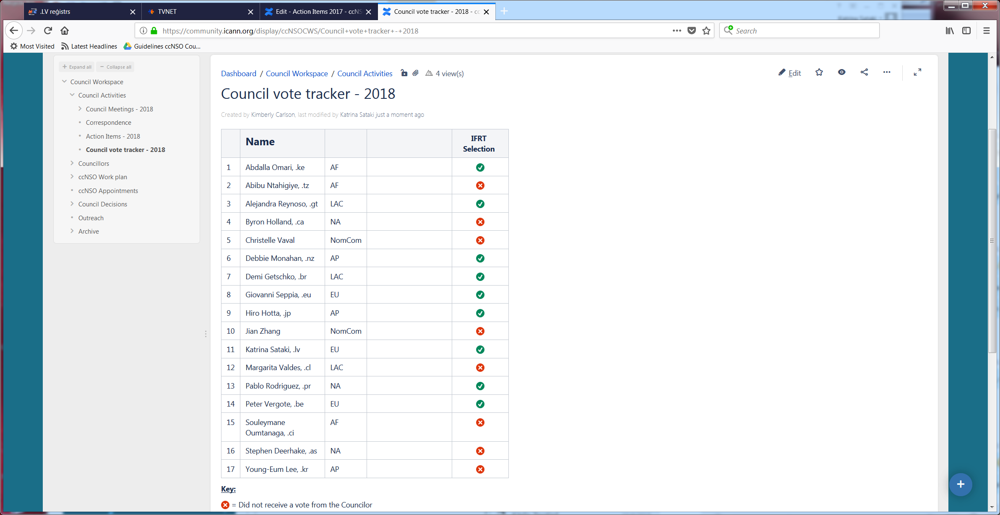 .LV reģistrs
TVNET
Edit - Action Items 2017 - ccNS
Council vote tracker - 2018 - cc
https://community.icann.org/display/ccNSOCWS/Council+vote+tracker+-+2018
Search
Most Visited
Latest Headlines
Guidelines ccNSO Cou...
Expand all
Collapse all
Council Workspace
Council Activities
Council Meetings - 2018
Correspondence
Action Items - 2018
Council vote tracker - 2018
Councillors
ccNSO Work plan
ccNSO Appointments
Council Decisions
Outreach
Archive
Dashboard / Council Workspace / Council Activities 4 view(s)
Edit
Council vote tracker - 2018
Created by Kimberly Carlson, last modified by Katrina Sataki just a moment ago
Name IFRT
Selection
1 Abdalla Omari, .ke AF
2 Abibu Ntahigiye, .tz AF
3 Alejandra Reynoso, .gt LAC
4 Byron Holland, .ca NA
5 Christelle Vaval NomCom
6 Debbie Monahan, .nz AP
7 Demi Getschko, .br LAC
8 Giovanni Seppia, .eu EU
9 Hiro Hotta, .jp AP
10 Jian Zhang NomCom
11 Katrina Sataki, .lv EU
12 Margarita Valdes, .cl LAC
13 Pablo Rodriguez, .pr NA
14 Peter Vergote, .be EU
15 Souleymane AF
Oumtanaga, .ci
16 Stephen Deerhake, .as NA
17 Young-Eum Lee, .kr AP
Key:
= Did not receive a vote from the Councilor